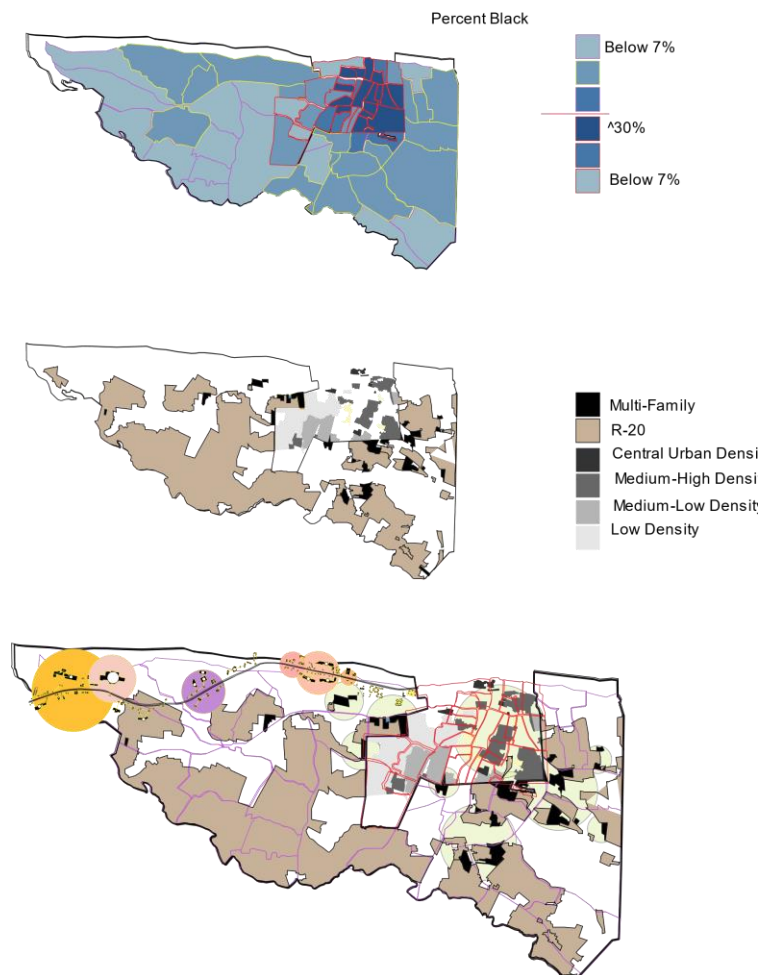 Percent Black
Below 7%
^30%
Below 7%
Multi-Family
R-20
Central Urban Densi
Medium-High Densit
Medium-Low Density
Low Density